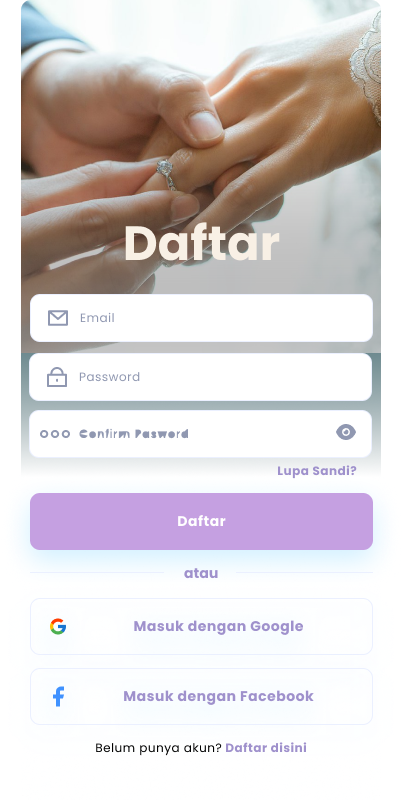 Daftar
Email
Password
Confirm Pasword
Lupa Sandi?
Daftar
atau
Masuk dengan Google
Masuk dengan Facebook
Belum punya akun? Daftar disini